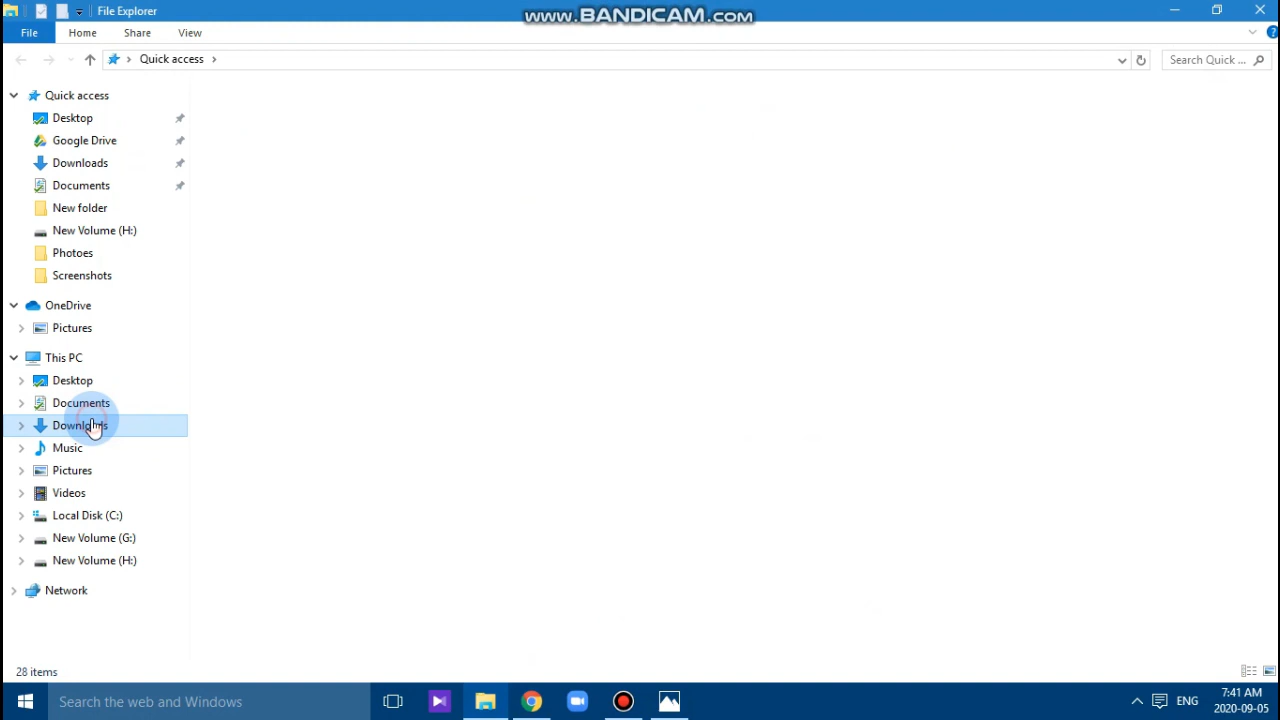 File Explorer
www.BANDICAM.com
File Home Share View
Quick access
Search Quick ...
Quick access
Desktop
Google Drive
Downloads
Documents
New folder
New Volume (H:)
Photoes
Screenshots
OneDrive
Pictures
This PC
Desktop
Documents
Downloads
Music
Pictures
Videos
Local Disk (C:)
New Volume (G:)
New Volume (H:)
Network
28 items
Search the web and Windows
ENG
7:41 AM
2020-09-05